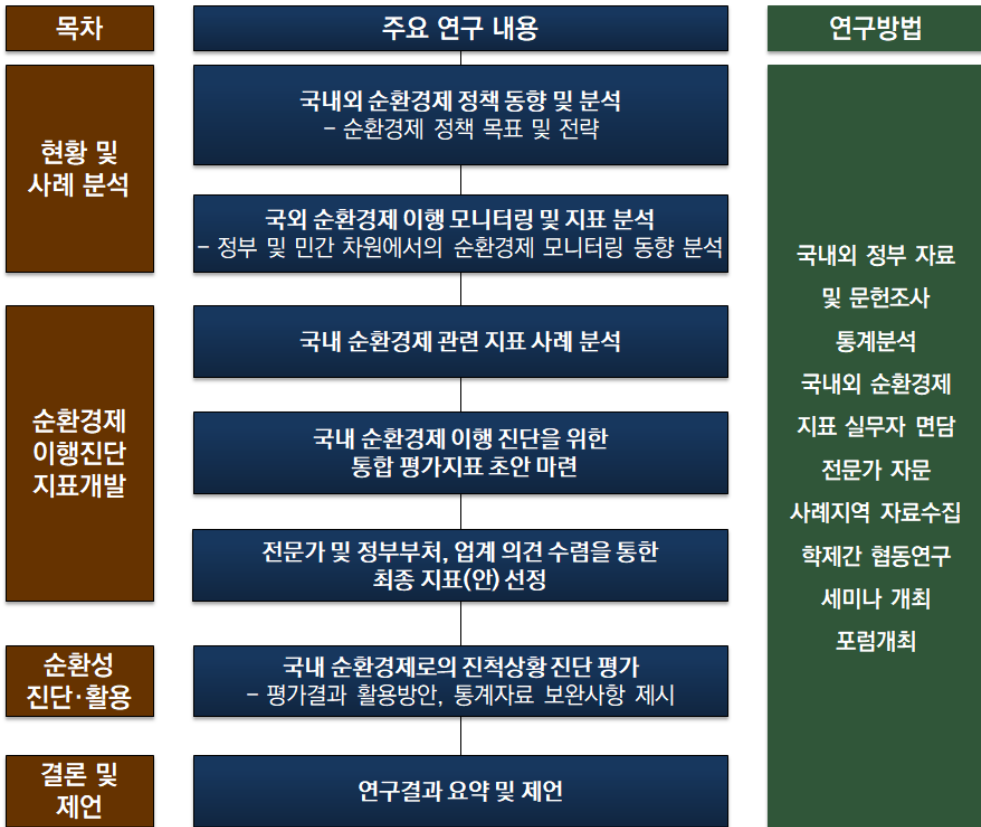 목차
주요 연구 내용
연구방법
현황 및
사례 분석
국내외 순환경제 정책 동향 및 분석
– 순환경제 정책 목표 및 전략
국외 순환경제 이행 모니터링 및 지표 분석
– 정부 및 민간 차원에서의 순환경제 모니터링 동향 분석
순환경제
이행진단
지표개발
국내 순환경제 관련 지표 사례 분석
국내 순환경제 이행 진단을 위한
통합 평가지표 초안 마련
전문가 및 정부부처, 업계 의견 수렴을 통한
최종 지표(안) 선정
순환성
진단·활용
국내 순환경제로의 진척상황 진단 평가
– 평가결과 활용방안, 통계자료 보완사항 제시
결론 및
제언
연구결과 요약 및 제언
국내외 정부 자료
및 문헌조사
통계분석
국내외 순환경제
지표 실무자 면담
전문가 자문
사례지역 자료수집
학제간 협동연구
세미나 개최
포럼개최